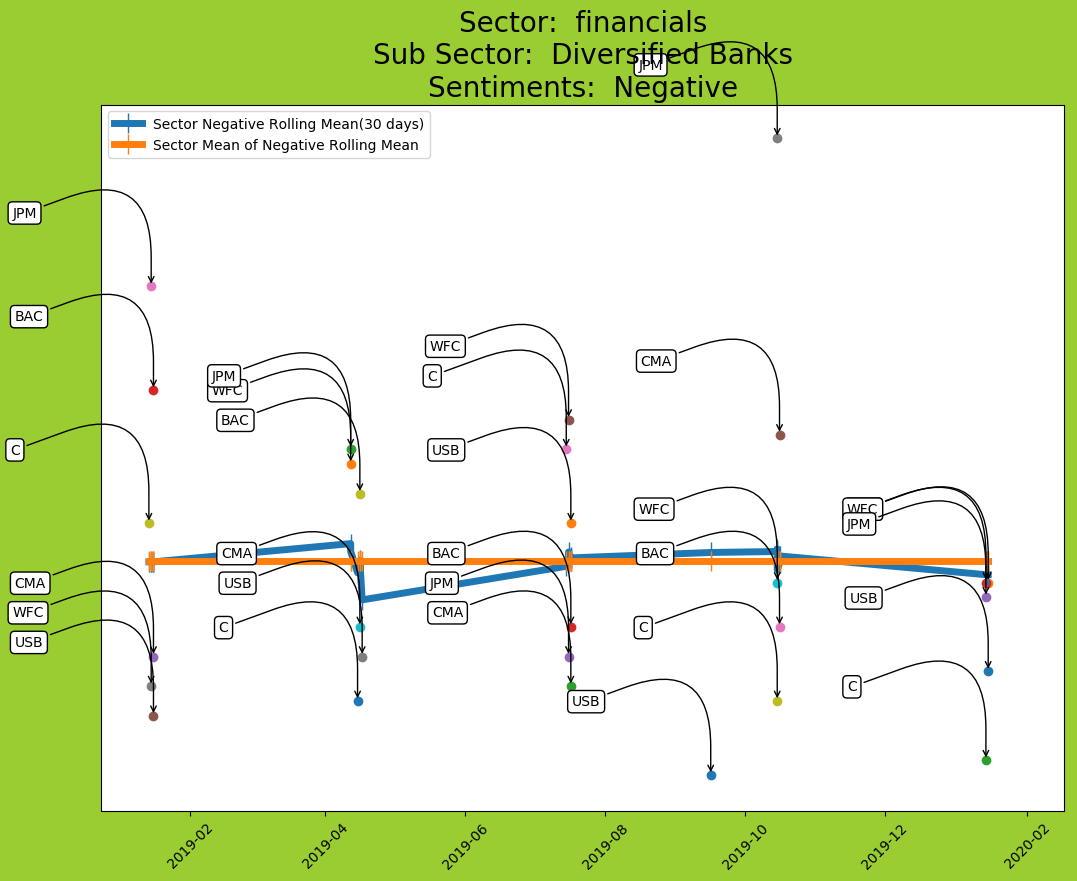 Sector:  financials
Sub Sector:  Diversified Banks
Sentiments:  Negative
JPM
Sector Negative Rolling Mean(30 days)
Sector Mean of Negative Rolling Mean
JPM
BAC
C
CMA
WFC
USB
JPM
WFC
BAC
CMA
USB
C
WFC
C
USB
BAC
JPM
CMA
USB
CMA
WFC
BAC
C
WFC
JPM
USB
C
2019-02
2019-04
2019-06
2019-08
2019-10
2019-12
2020-02